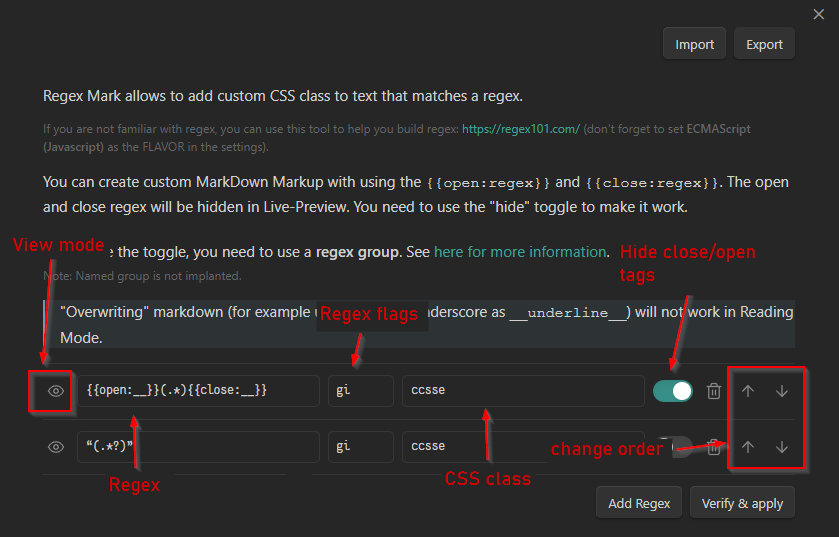 Import Export
Regex Mark allows to add custom CSS class to text that matches a regex.
If you are not familiar with regex, you can use this tool to help you build regex: https://regex101.com/ (don't forget to set ECMAScript
(Javascript) as the FLAVOR in the settings).
You can create custom MarkDown Markup with using the {{open:regex}} and {{close:regex}}. The open
and close regex will be hidden in Live-Preview. You need to use the "hide" toggle to make it work.
View mode
e the toggle, you need to use a regex group. See here for more information.
Hide close/open
tags
Note: Named group is not implanted.
"Overwriting" markdown (for example u
Regex flags
nderscore as __underline__) will not work in Reading
Mode.
{{open:__}}(.*){{close:__}} gi ccsse
“(.*?)” gi ccsse
change order
Regex
CSS class
Add Regex Verify & apply